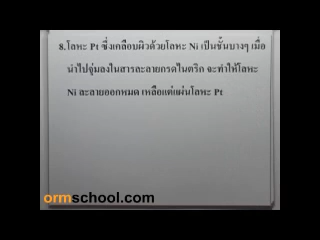 8.โลหะ Pt ซึ่งเคลือบผิวด้วยโลหะ Ni เป็นชั้นบางๆ เมื่อ
นำไปจุ่มลงในสารละลายกรดไนตริก จะทำให้โลหะ
Ni ละลายออกหมด เหลือแต่แผ่นโลหะ Pt
ormschool.com